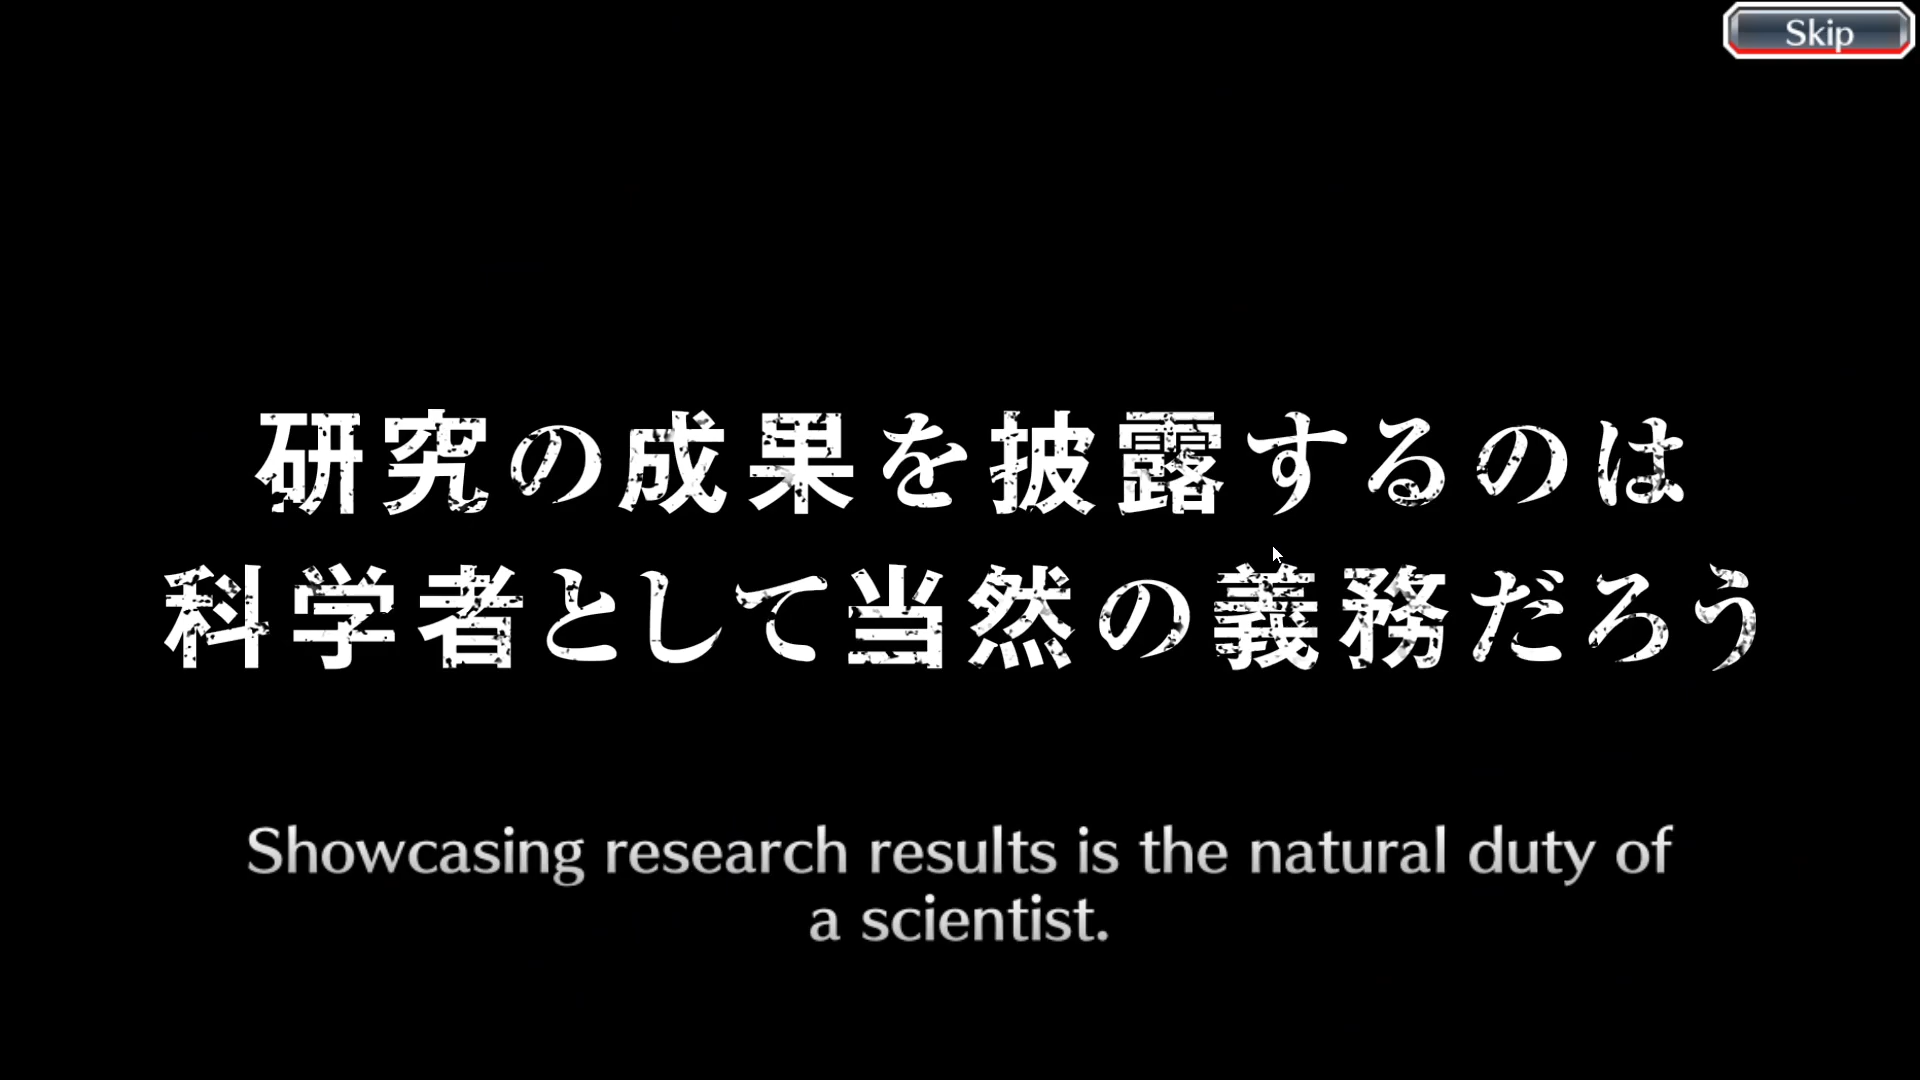 Skip
研究の成果を披露するのは
科学者として当然の義務だろう
Showcasing research results is the natural duty of
a scientist.